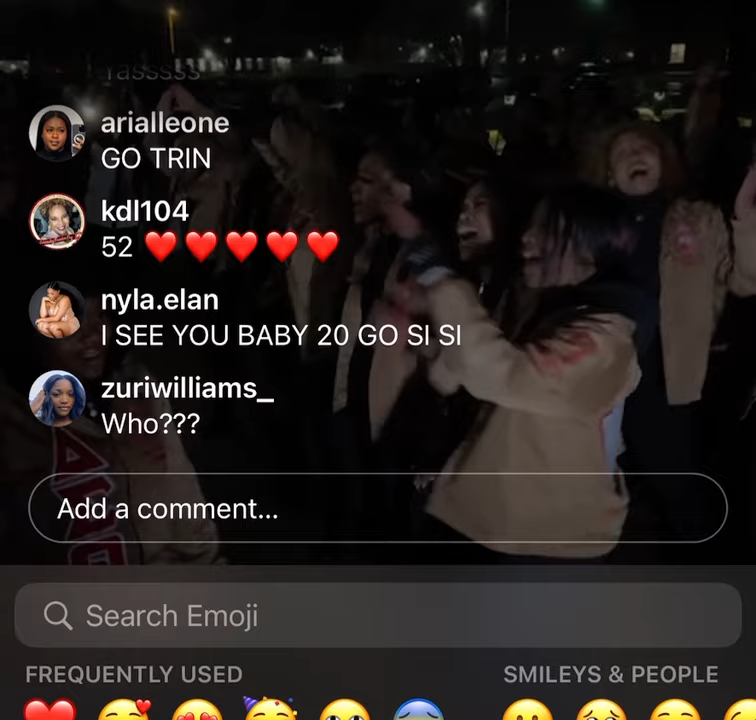 Yasssss
arialleone
GO TRIN
kdl104
52 ❤️❤️❤️❤️❤️
nyla.elan
I SEE YOU BABY 20 GO SI SI
zuriwilliams_
Who???
Add a comment...
Search Emoji
FREQUENTLY USED
SMILEYS & PEOPLE